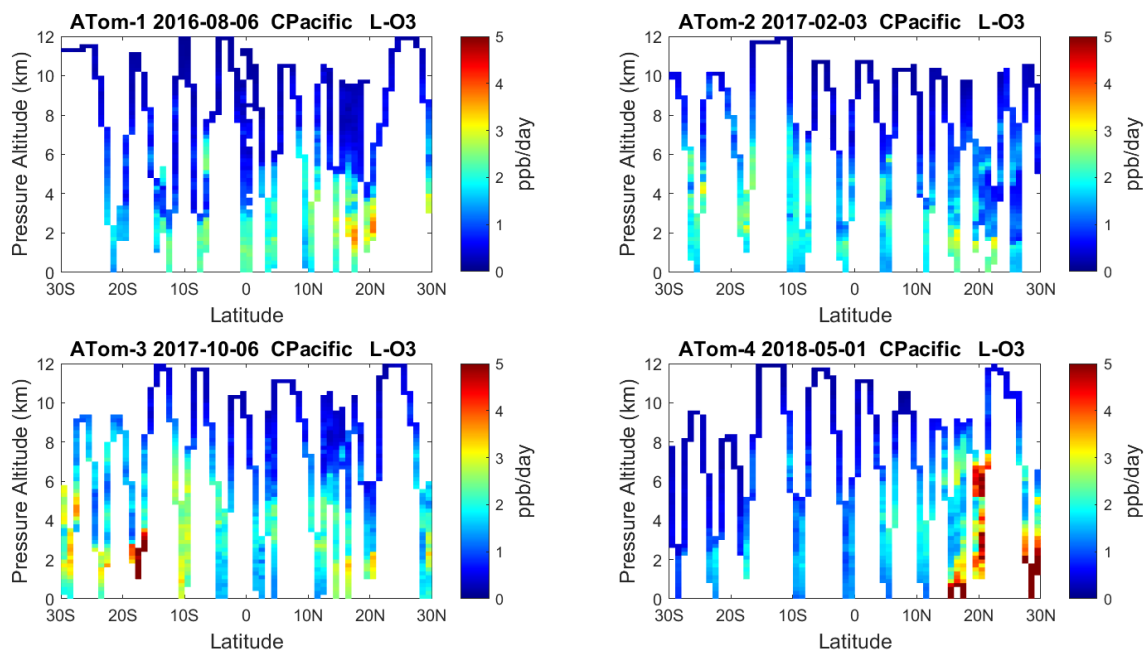 ATom-1 2016-08-06 CPacific L-O3
12
10
8
6
4
2
0
Pressure Altitude (km)
30S 20S 10S 0 10N 20N 30N
Latitude
5
4
3
2
1
0
ppb/day
ATom-2 2017-02-03 CPacific L-O3
12
10
8
6
4
2
0
Pressure Altitude (km)
30S 20S 10S 0 10N 20N 30N
Latitude
5
4
3
2
1
0
ppb/day
ATom-3 2017-10-06 CPacific L-O3
12
10
8
6
4
2
0
Pressure Altitude (km)
30S 20S 10S 0 10N 20N 30N
Latitude
5
4
3
2
1
0
ppb/day
ATom-4 2018-05-01 CPacific L-O3
12
10
8
6
4
2
0
Pressure Altitude (km)
30S 20S 10S 0 10N 20N 30N
Latitude
5
4
3
2
1
0
ppb/day